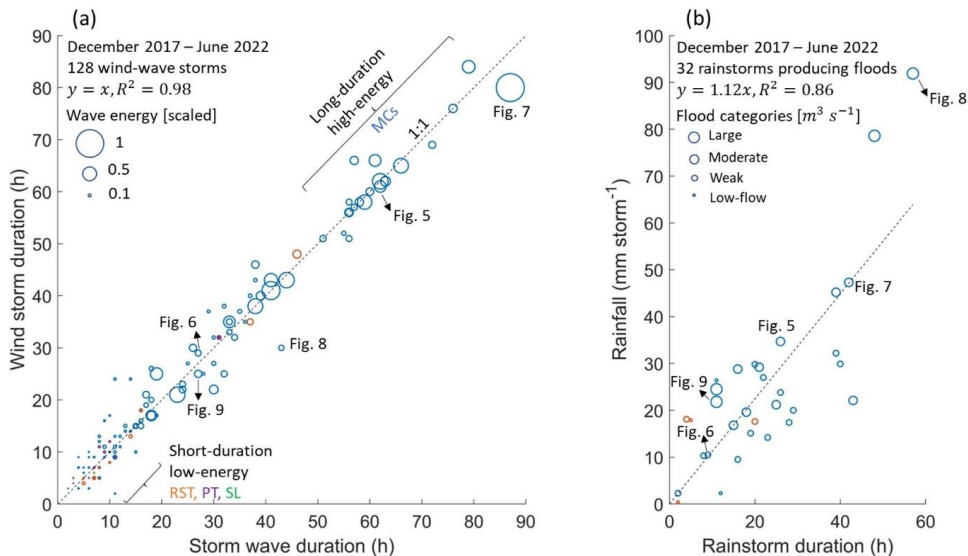 (a)
December 2017 – June 2022
128 wind-wave storms
y = x, R² = 0.98
Wave energy [scaled]
1
0.5
0.1
Long-duration
high-energy
MCs
1:1
Fig. 7
Fig. 5
Fig. 6
Fig. 8
Fig. 9
Short-duration
low-energy
RST, PT, SL
Wind storm duration (h)
90
80
70
60
50
40
30
20
10
0
0 10 20 30 40 50 60 70 80 90
Storm wave duration (h)
(b)
December 2017 – June 2022
32 rainstorms producing floods
y = 1.12x, R² = 0.86
Flood categories [m³ s⁻¹]
Large
Moderate
Weak
Low-flow
Fig. 8
Fig. 7
Fig. 5
Fig. 9
Fig. 6
Rainfall (mm storm⁻¹)
100
90
80
70
60
50
40
30
20
10
0
0 20 40 60
Rainstorm duration (h)